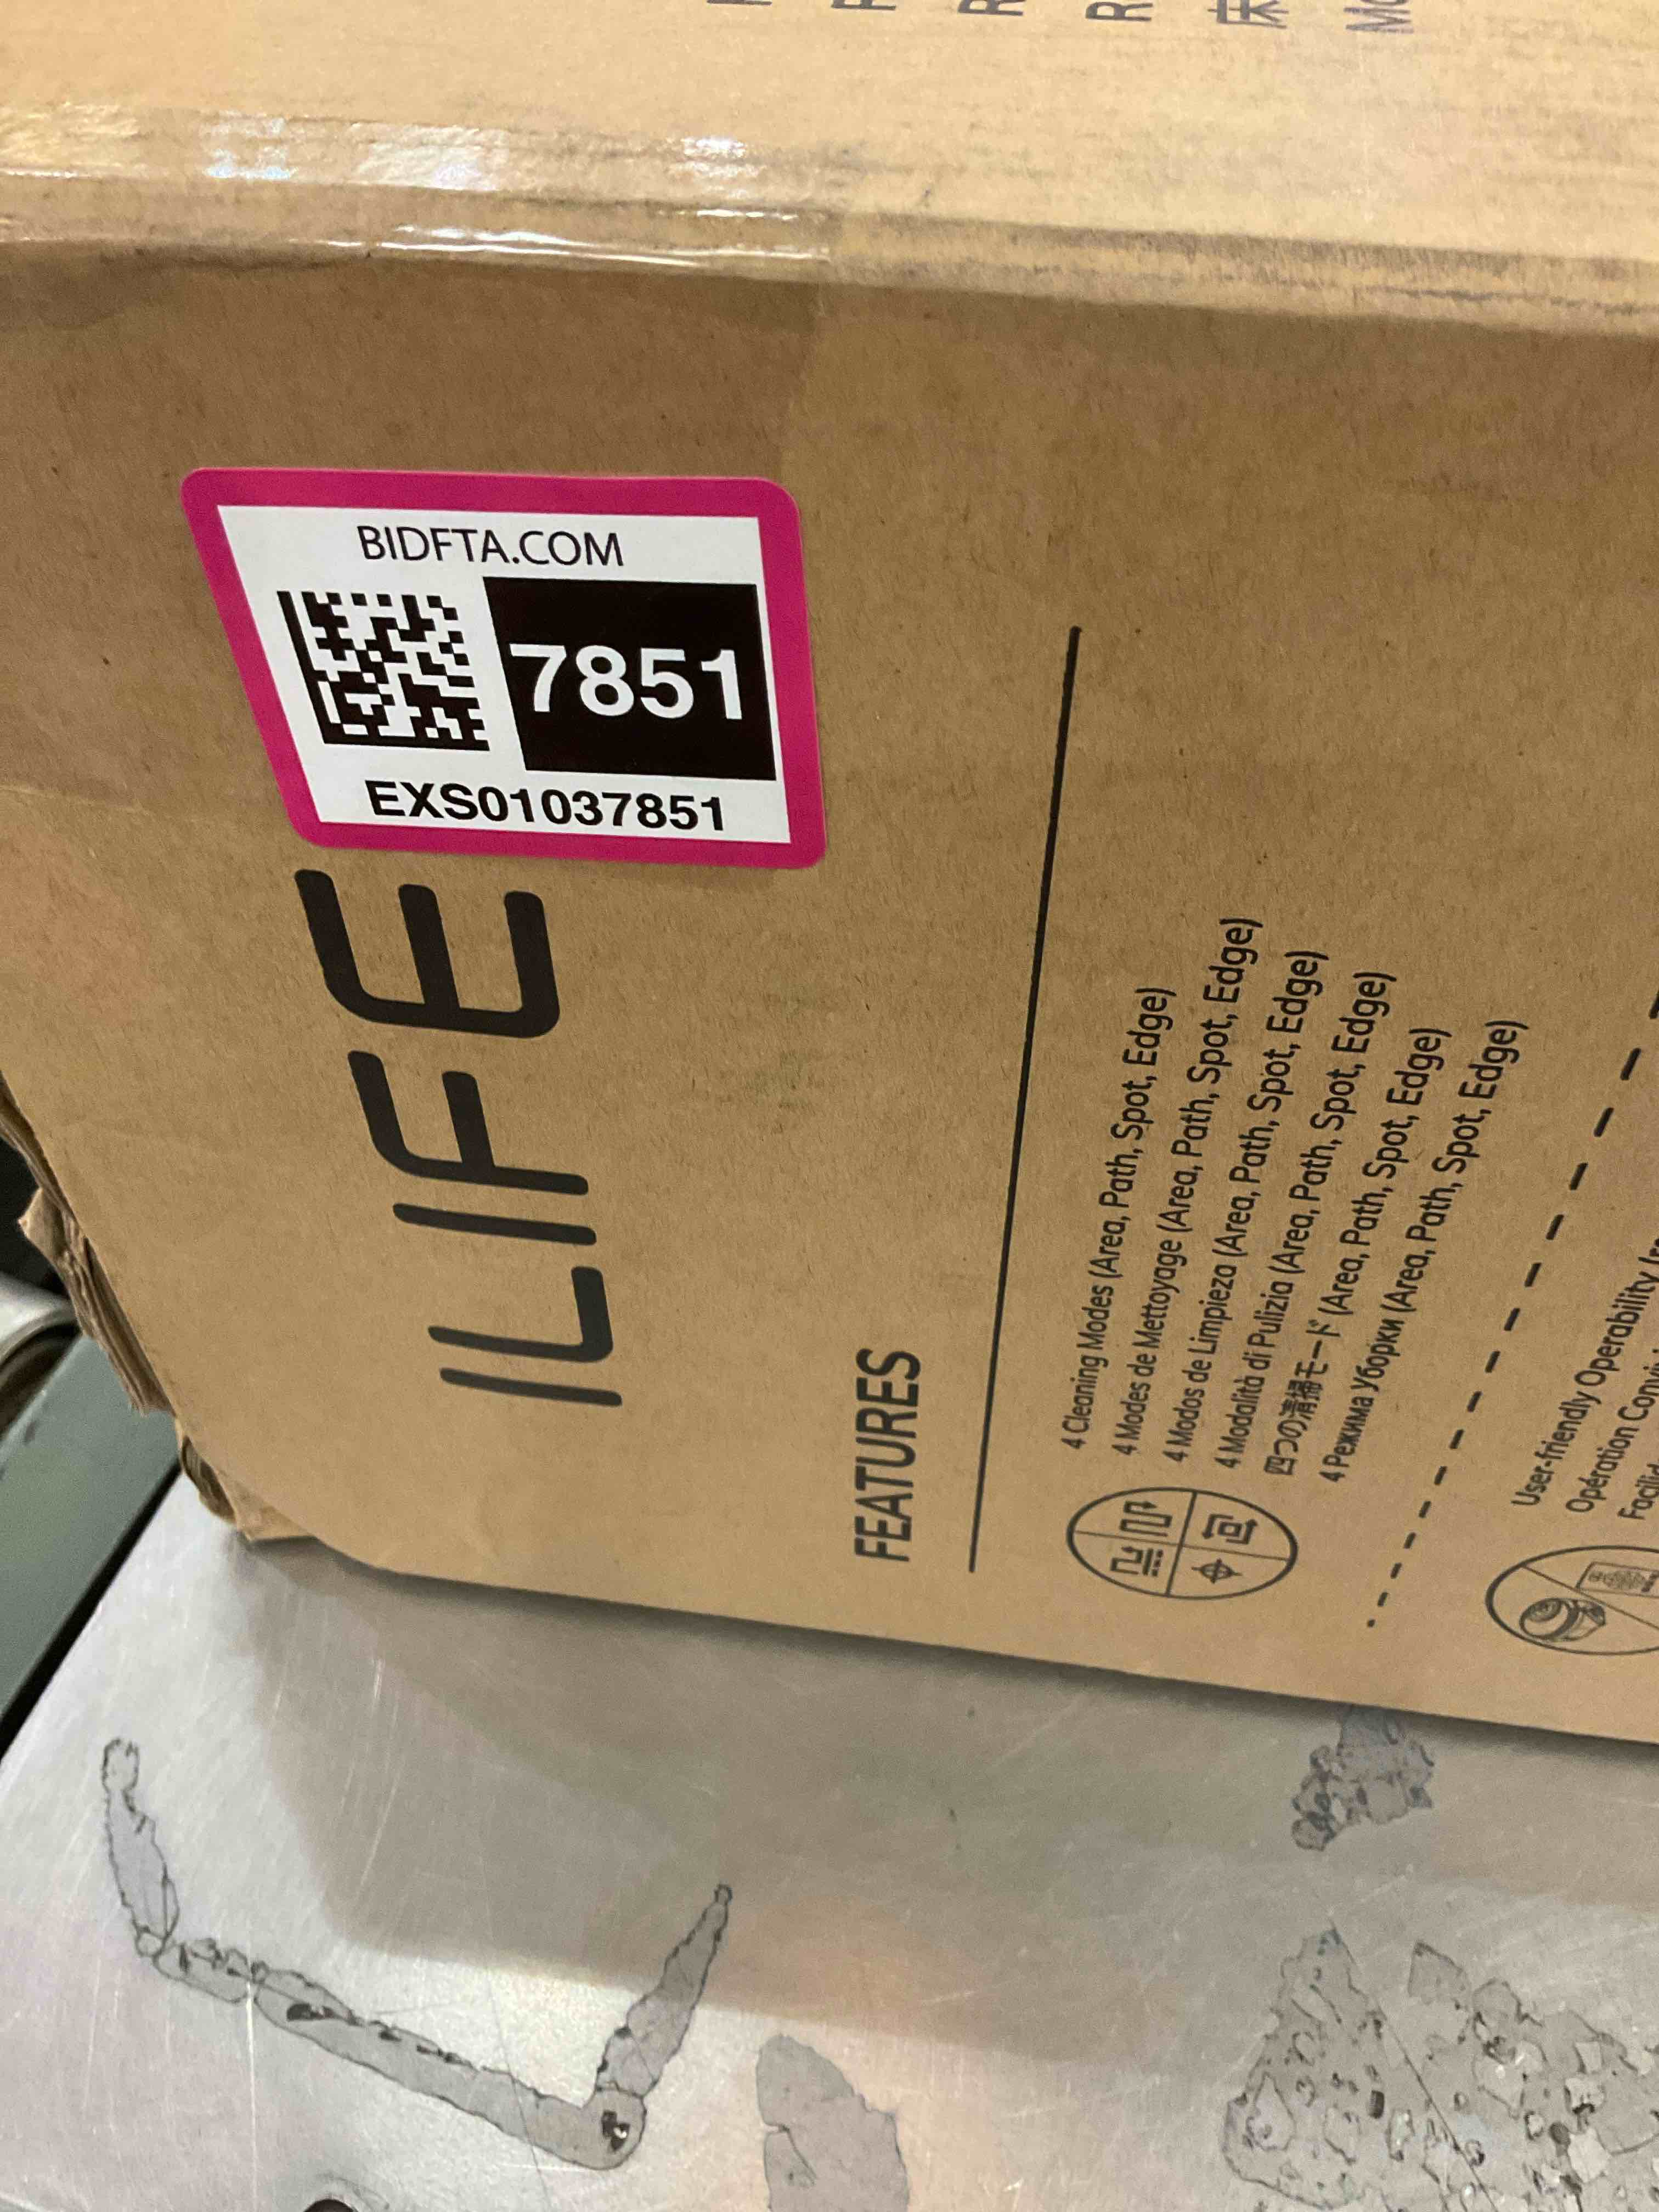 BIDFTA.COM
7851
EXS01037851
ILIFE
FEATURES
4 Cleaning Modes (Area, Path, Spot, Edge)
4 Modes de Mettoyage (Area, Path, Spot, Edge)
4 Modos de Limpieza (Area, Path, Spot, Edge)
4 Modalità di Pulizia (Area, Path, Spot, Edge)
四つの清掃モード (Area, Path, Spot, Edge)
4 Режима Уборки (Area, Path, Spot, Edge)
User-friendly Operability
Opération